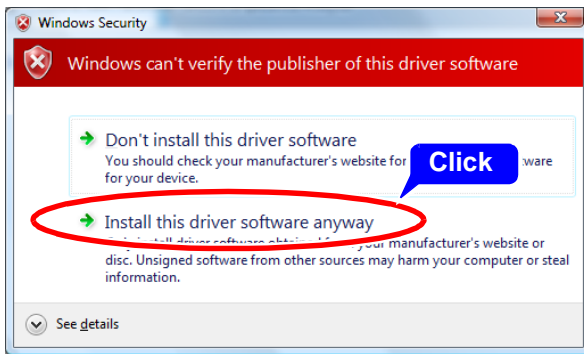 Windows Security
Windows can't verify the publisher of this driver software
Don't install this driver software
You should check your manufacturer's website for
for your device.
Click
Install this driver software anyway
manufacturer's website or
disc. Unsigned software from other sources may harm your computer or steal
information.
See details